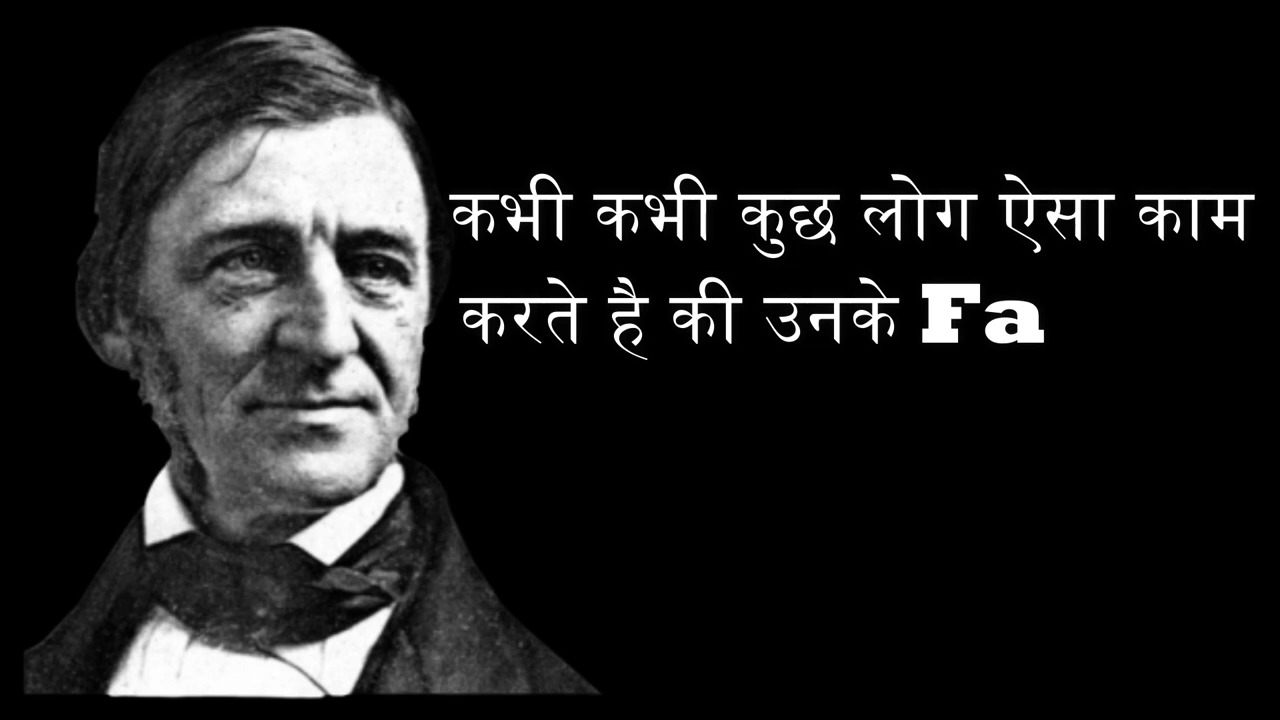 कभी कभी कुछ लोग ऐसा काम
करते है की उनके Fa